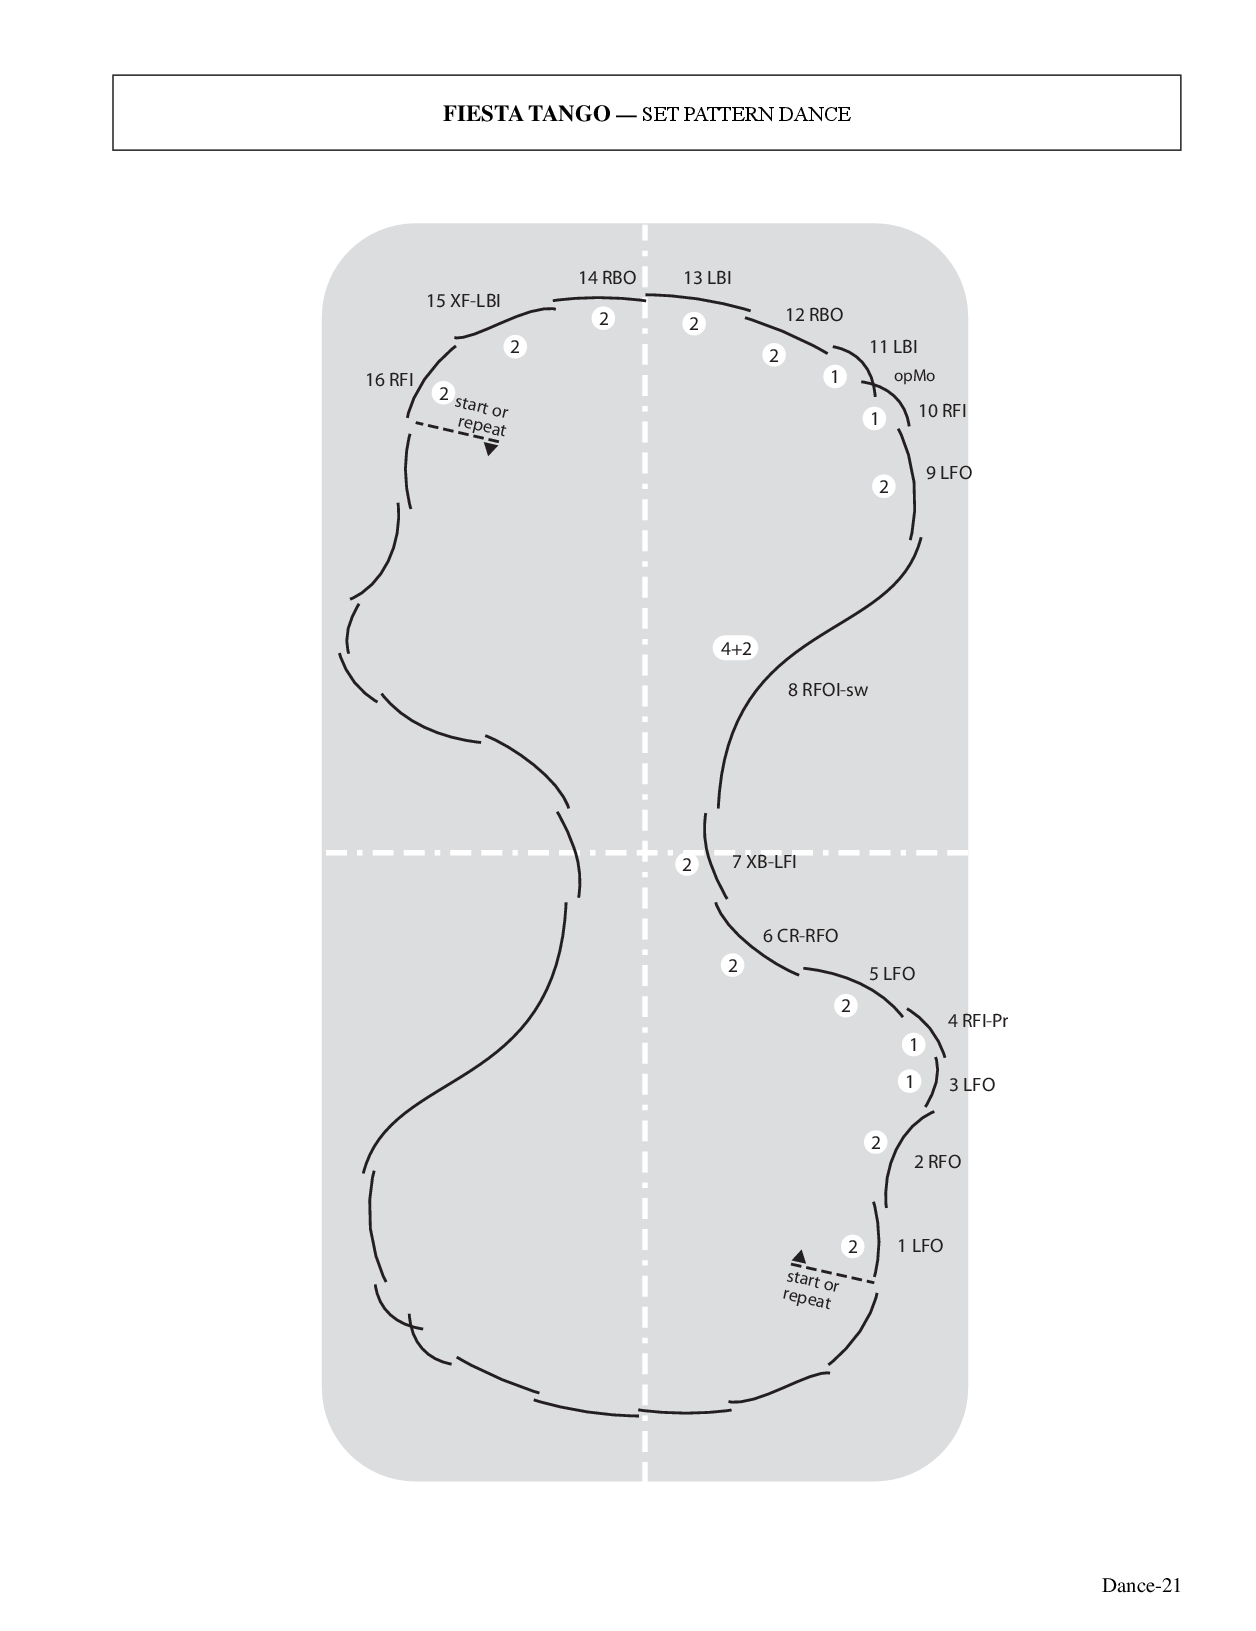 FIESTA TANGO — SET PATTERN DANCE
14 RBO
13 LBI
15 XF-LBI
2
2
12 RBO
2
2
11 LBI
16 RFI
1
opMo
2
start or
repeat
1
10 RFI
2
9 LFO
4+2
8 RFOI-sw
2
7 XB-LFI
6 CR-RFO
2
5 LFO
2
4 RFI-Pr
1
1
3 LFO
2
2 RFO
2
1 LFO
start or
repeat
Dance-21